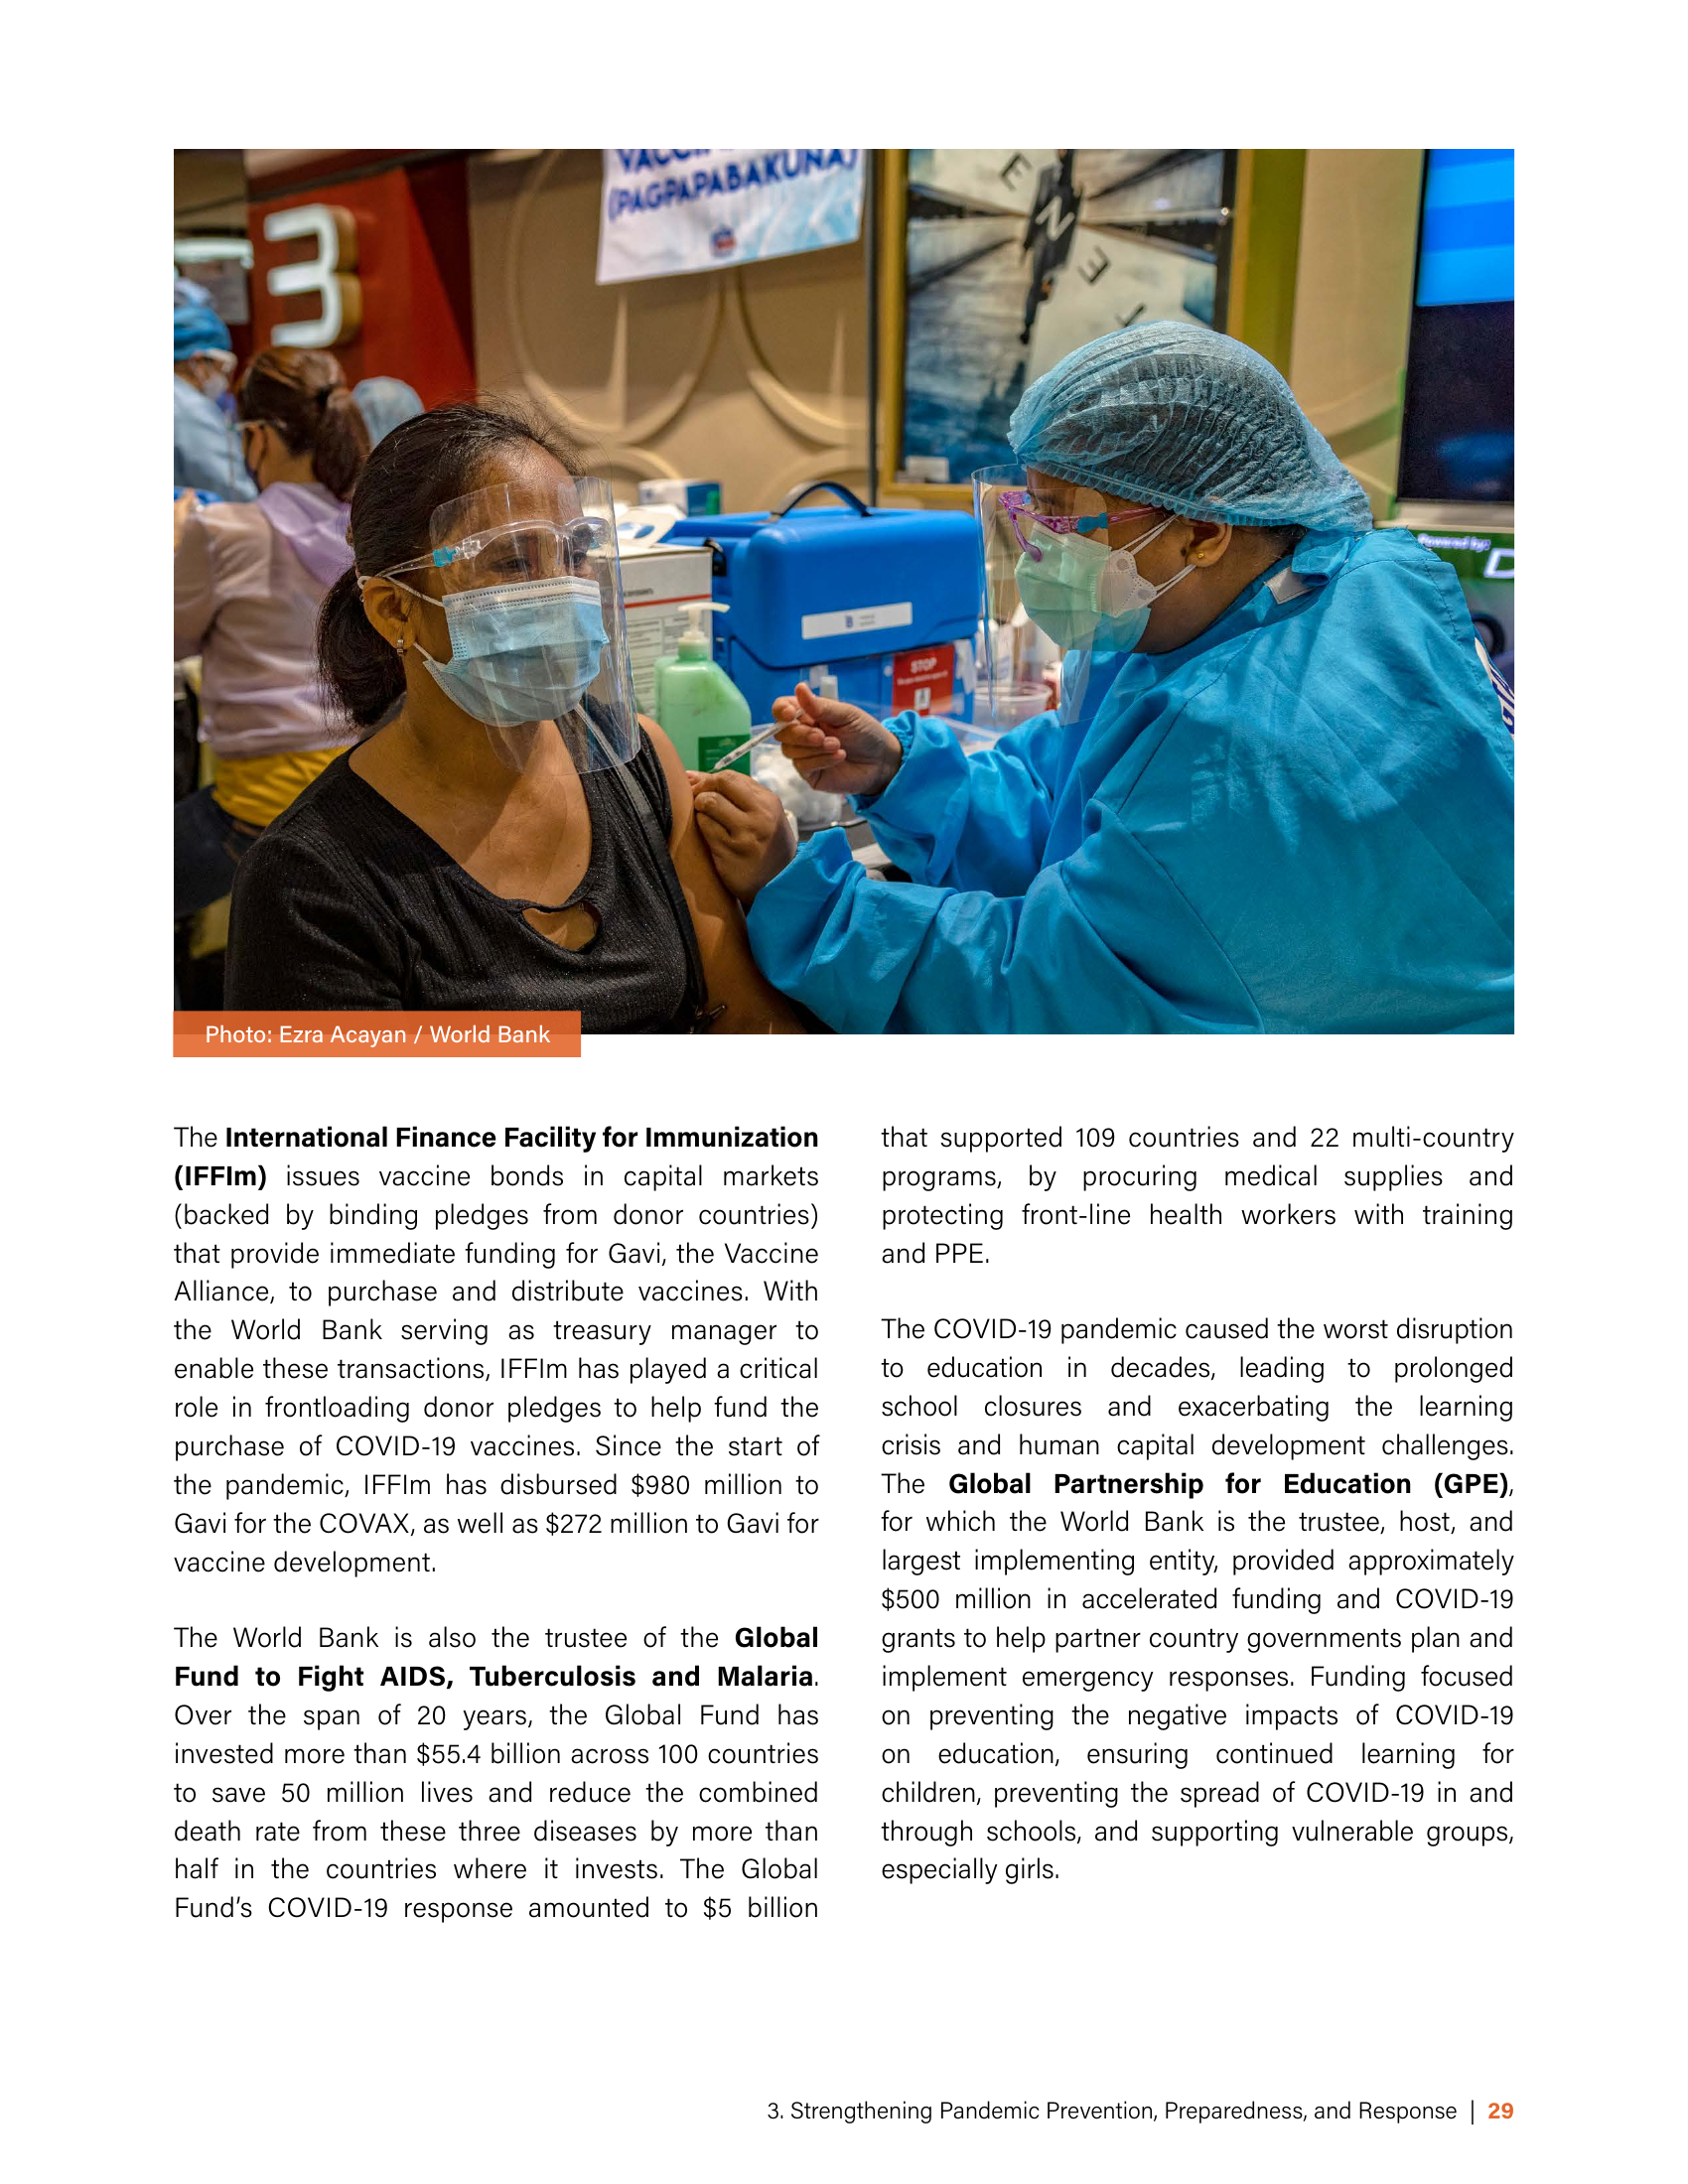 (PAGPAPABAKUNA)
3
E
N
E
STOP
Powered by:
D
Photo: Ezra Acayan / World Bank
The International Finance Facility for Immunization
(IFFIm) issues vaccine bonds in capital markets
(backed by binding pledges from donor countries)
that provide immediate funding for Gavi, the Vaccine
Alliance, to purchase and distribute vaccines. With
the World Bank serving as treasury manager to
enable these transactions, IFFIm has played a critical
role in frontloading donor pledges to help fund the
purchase of COVID-19 vaccines. Since the start of
the pandemic, IFFIm has disbursed $980 million to
Gavi for the COVAX, as well as $272 million to Gavi for
vaccine development.
The World Bank is also the trustee of the Global
Fund to Fight AIDS, Tuberculosis and Malaria.
Over the span of 20 years, the Global Fund has
invested more than $55.4 billion across 100 countries
to save 50 million lives and reduce the combined
death rate from these three diseases by more than
half in the countries where it invests. The Global
Fund's COVID-19 response amounted to $5 billion
that supported 109 countries and 22 multi-country
programs, by procuring medical supplies and
protecting front-line health workers with training
and PPE.
The COVID-19 pandemic caused the worst disruption
to education in decades, leading to prolonged
school closures and exacerbating the learning
crisis and human capital development challenges.
The Global Partnership for Education (GPE),
for which the World Bank is the trustee, host, and
largest implementing entity, provided approximately
$500 million in accelerated funding and COVID-19
grants to help partner country governments plan and
implement emergency responses. Funding focused
on preventing the negative impacts of COVID-19
on education, ensuring continued learning for
children, preventing the spread of COVID-19 in and
through schools, and supporting vulnerable groups,
especially girls.
3. Strengthening Pandemic Prevention, Preparedness, and Response | 29